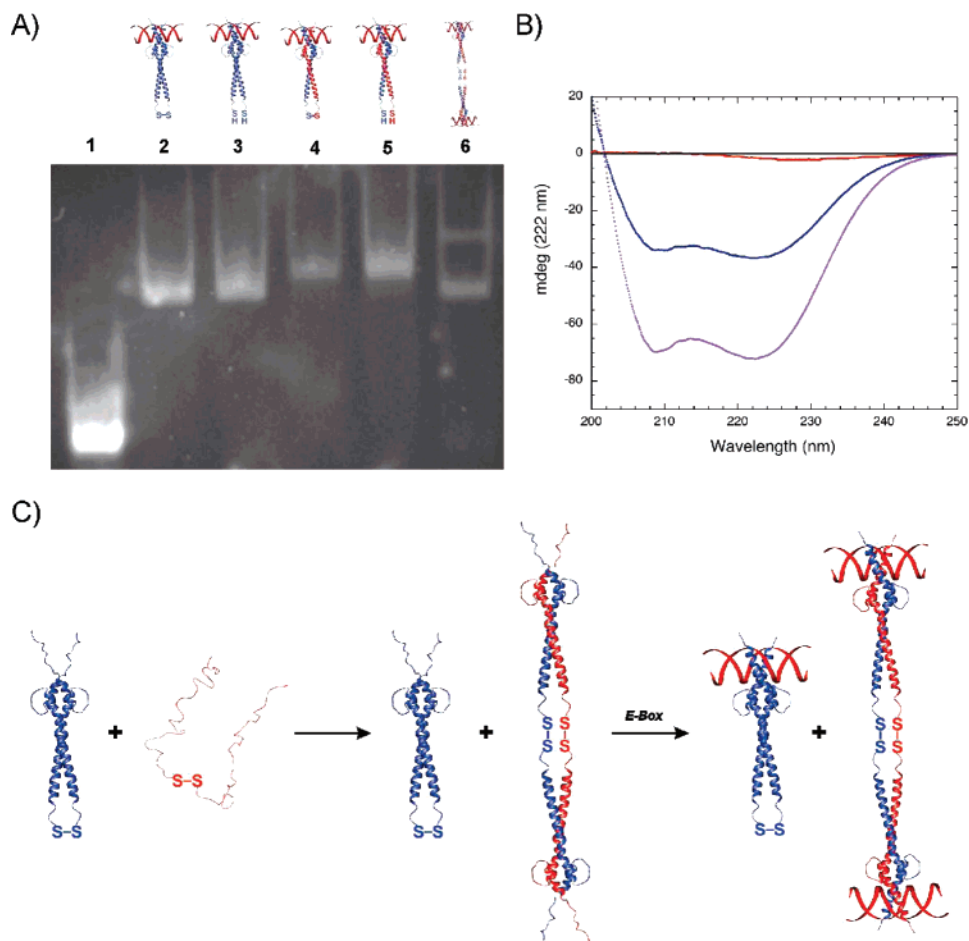 A)
S-S
S S
H H
S-S
S S
H H
1 2 3 4 5 6
B)
20
0
-20
-40
-60
-80
mdeg (222 nm)
200 210 220 230 240 250
Wavelength (nm)
C)
S-S
+
S-S
+
S-S
S-S
S-S
E-Box
+
S-S
S-S
S-S